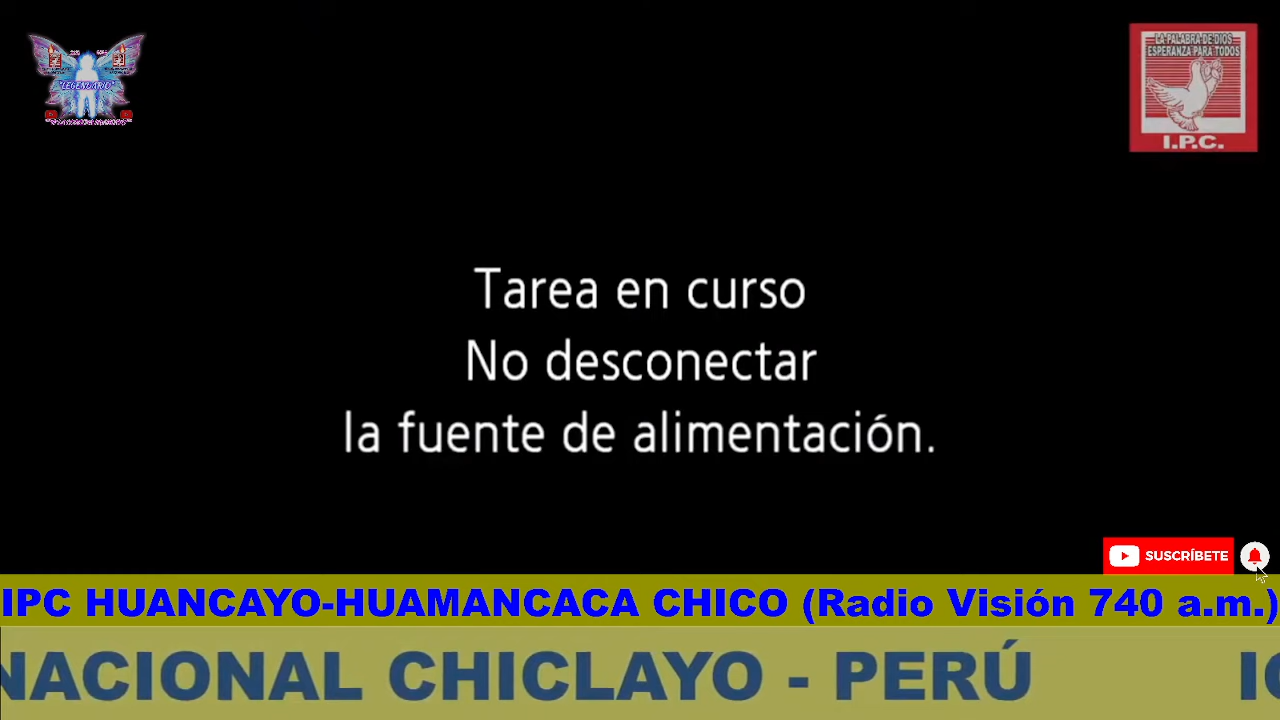 "LEGENDARIO"
LA PALABRA DE DIOS
ESPERANZA PARA TODOS
I.P.C.
Tarea en curso
No desconectar
la fuente de alimentación.
SUSCRÍBETE
IPC HUANCAYO-HUAMANCACA CHICO (Radio Visión 740 a.m.)
NACIONAL CHICLAYO - PERÚ